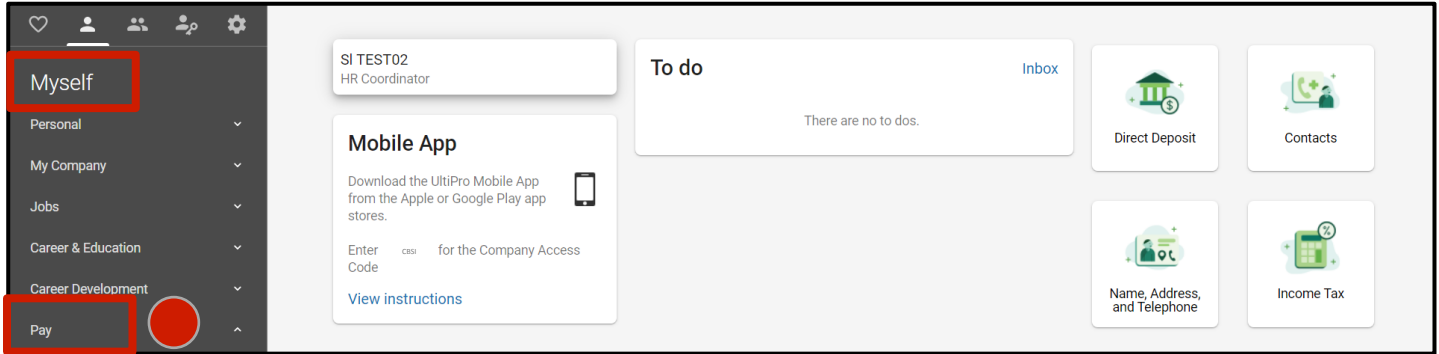 Myself
Personal
My Company
Jobs
Career & Education
Career Development
Pay
SI TEST02
HR Coordinator
Mobile App
Download the UltiPro Mobile App
from the Apple or Google Play app
stores.
Enter CBSI for the Company Access
Code
View instructions
To do
Inbox
There are no to dos.
Direct Deposit
Contacts
Name, Address,
and Telephone
Income Tax